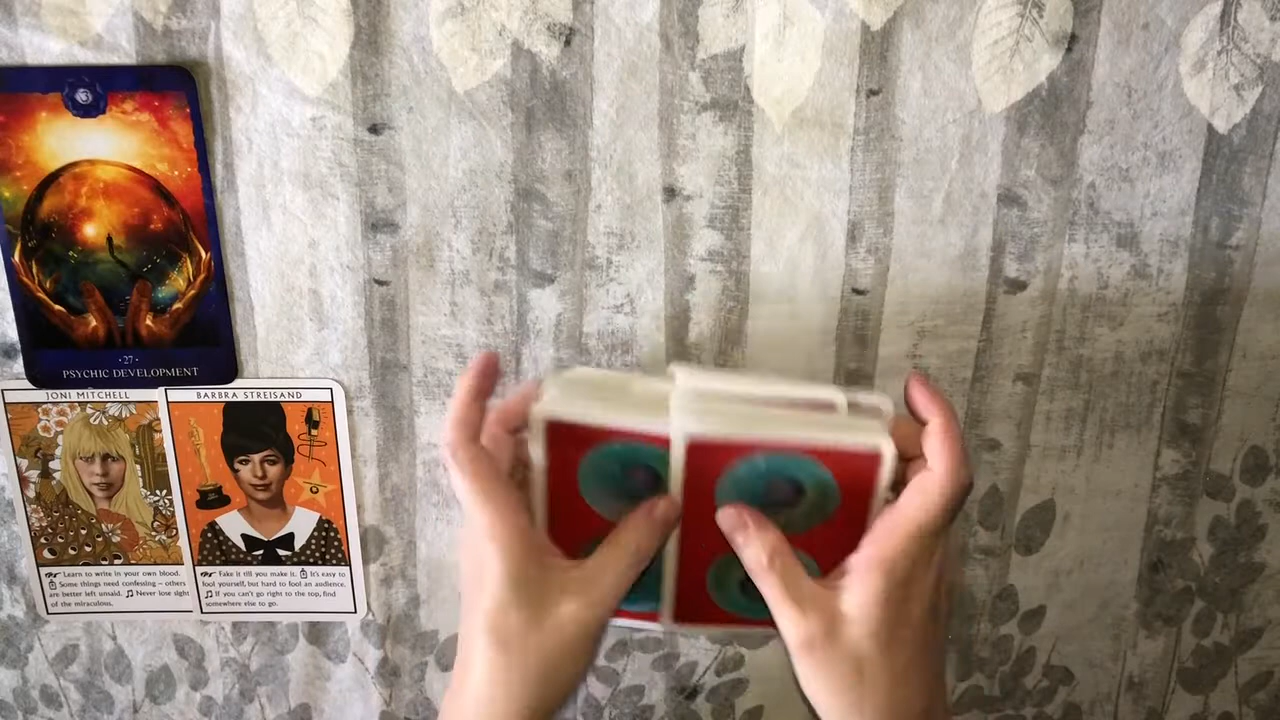 ·27·
PSYCHIC DEVELOPMENT
JONI MITCHELL
Learn to write in your own blood.
Some things need confessing – others
are better left unsaid. Never lose sight
of the miraculous.
BARBRA STREISAND
Fake it till you make it. It's easy to
fool yourself, but hard to fool an audience.
If you can't go right to the top, find
somewhere else to go.